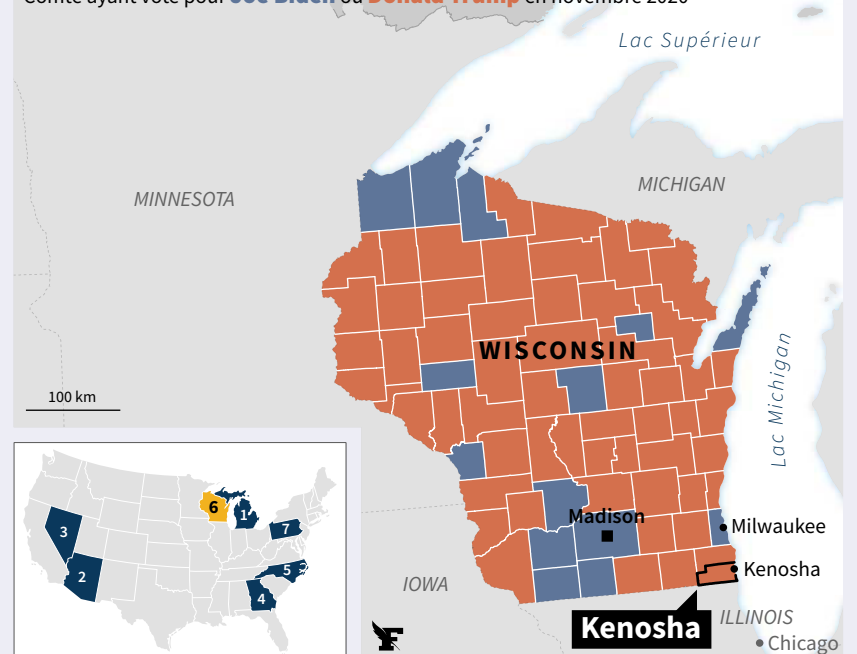 Comté ayant voté pour Joe Biden ou Donald Trump en novembre 2020
Lac Supérieur
MINNESOTA
MICHIGAN
WISCONSIN
Lac Michigan
100 km
6
1
3
7
2
5
4
Madison
Milwaukee
Kenosha
IOWA
Kenosha
ILLINOIS
Chicago
F